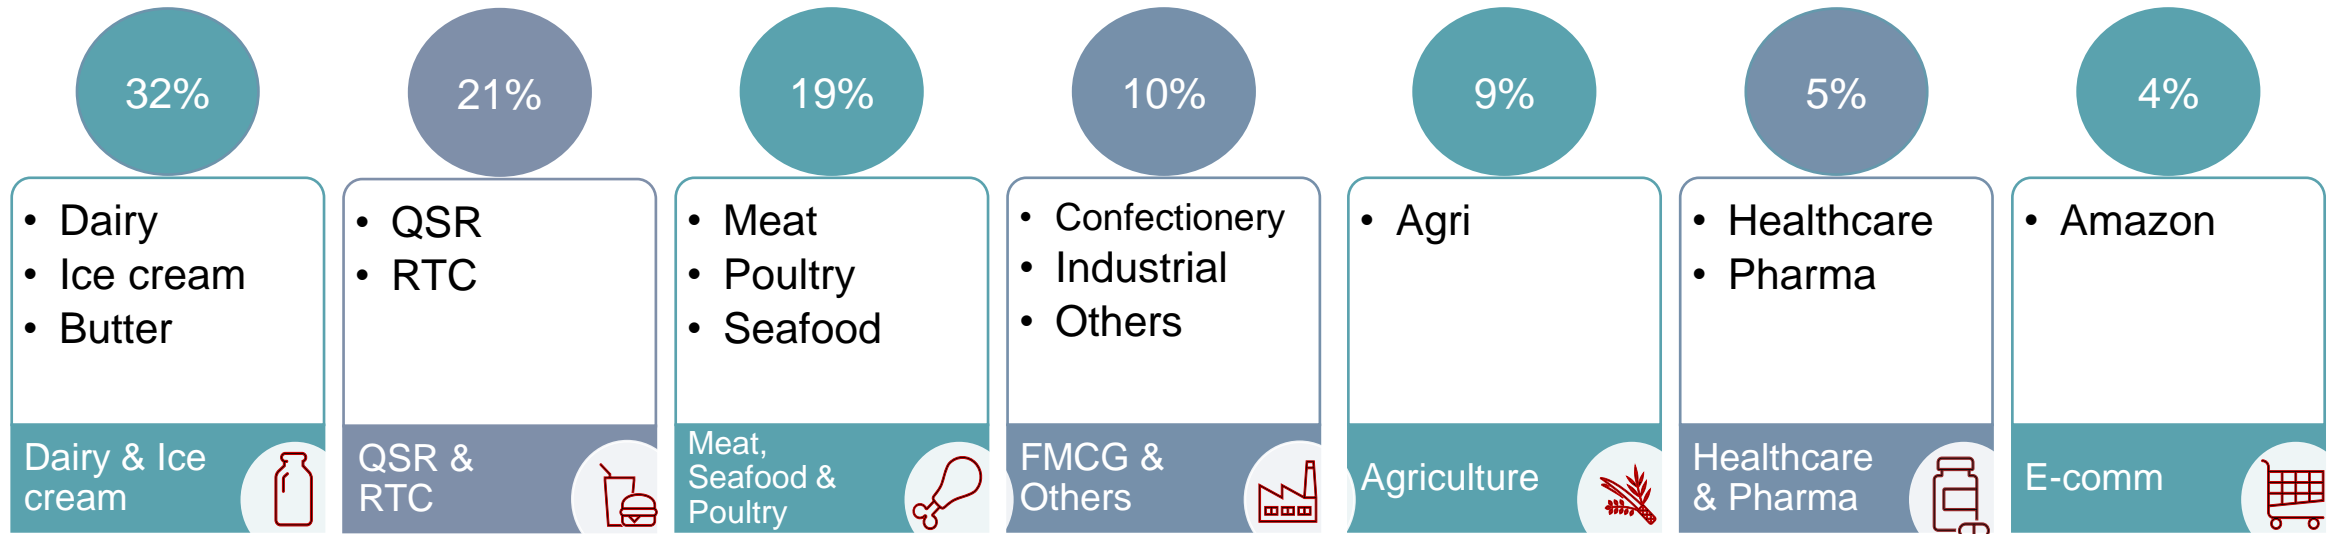 32%
• Dairy
• Ice cream
• Butter
Dairy & Ice
cream
21%
• QSR
• RTC
QSR &
RTC
19%
• Meat
• Poultry
• Seafood
Meat,
Seafood &
Poultry
10%
• Confectionery
• Industrial
• Others
FMCG &
Others
9%
• Agri
Agriculture
5%
• Healthcare
• Pharma
Healthcare
& Pharma
4%
• Amazon
E-comm